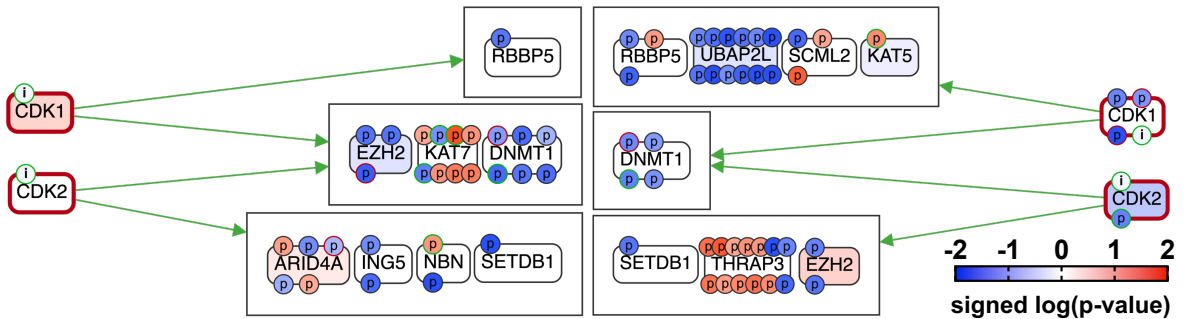 p
RBBP5
p p p p p p p p p p p
RBBP5 UBAP2L SCML2 KAT5
p p p p p p p p
i
CDK1
p p p p p p p p p
EZH2 KAT7 DNMT1
p p p p p p p p
p p
DNMT1
p p
p p
CDK1
p i
i
CDK2
i
CDK2
p
p p p p p p
ARID4A ING5 NBN SETDB1
p p p p
p p p p p p p p p
SETDB1 THRAP3 EZH2
p p p p p p p
-2 -1 0 1 2
signed log(p-value)